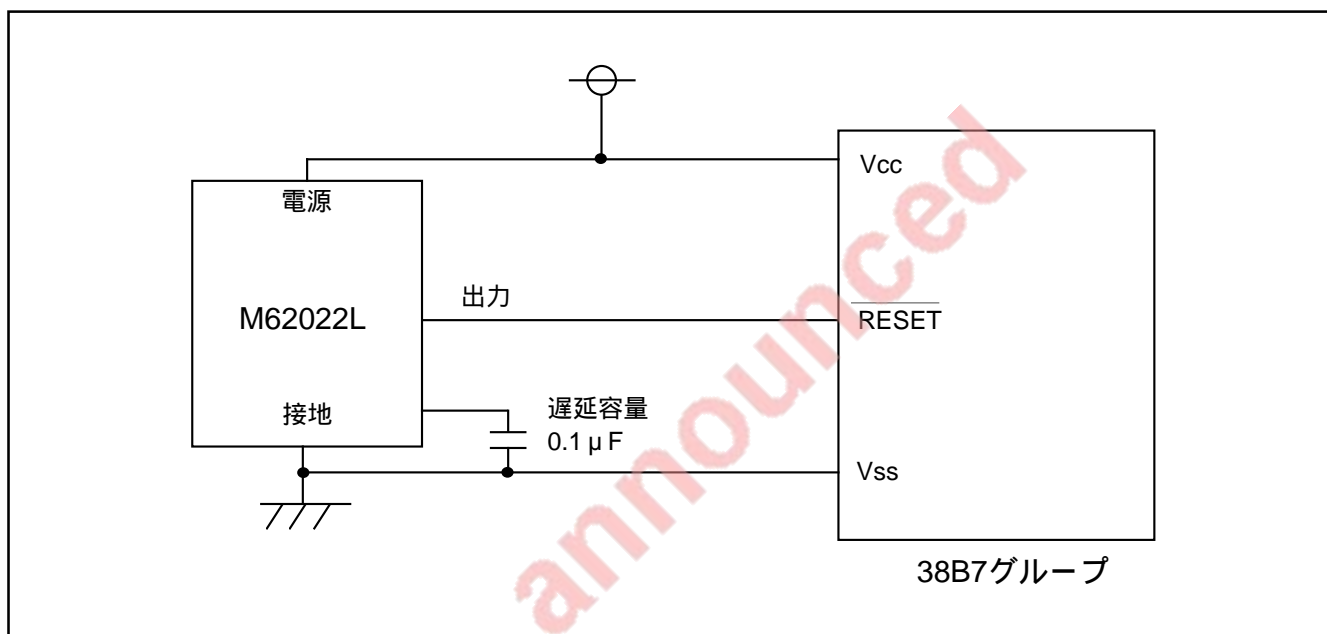 電源
Vcc
M62022L
出力
RESET
接地
遅延容量
0.1 μ F
Vss
38B7グループ
announced